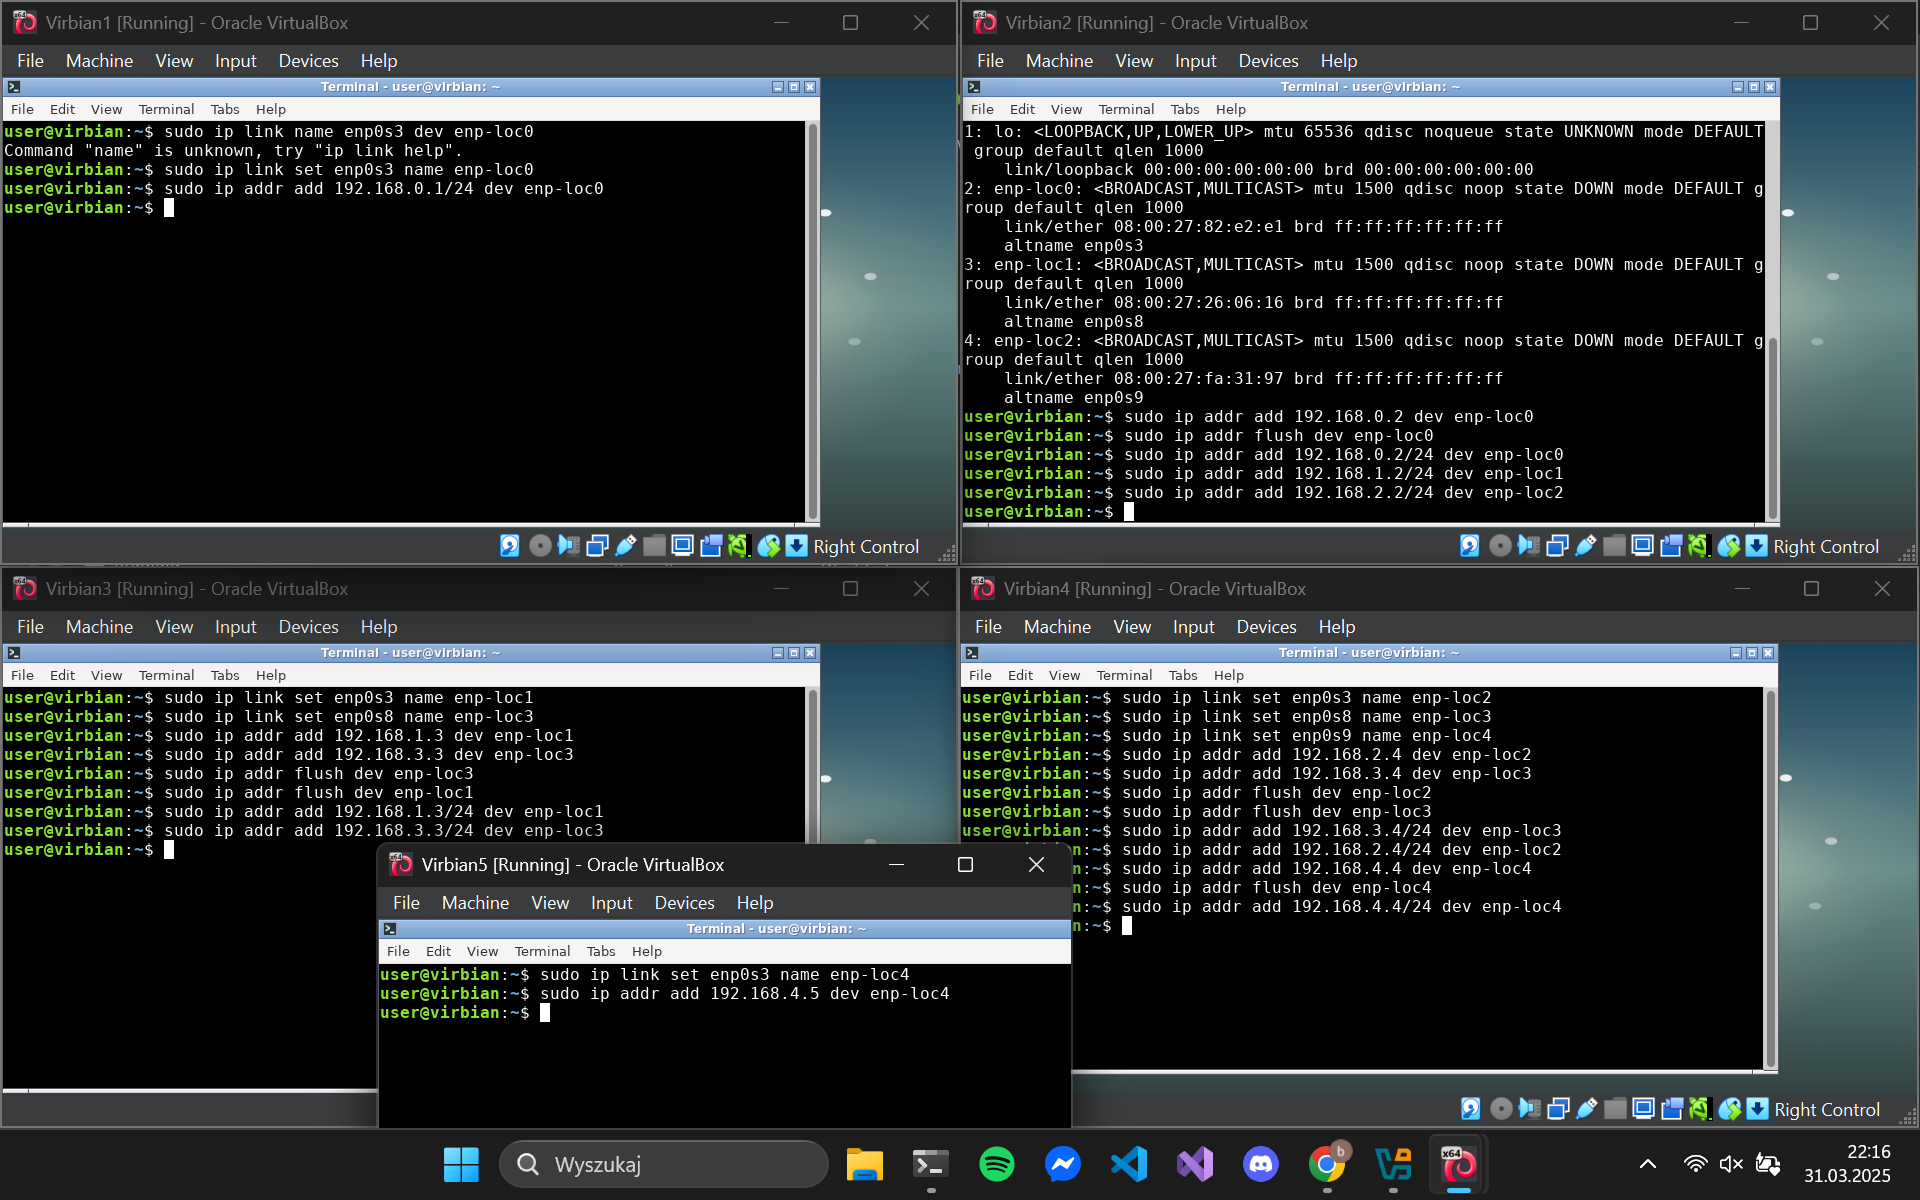 Virbian1 [Running] - Oracle VirtualBox
File Machine View Input Devices Help
Terminal - user@virbian: ~
File Edit View Terminal Tabs Help
user@virbian:~$ sudo ip link name enp0s3 dev enp-loc0
Command "name" is unknown, try "ip link help".
user@virbian:~$ sudo ip link set enp0s3 name enp-loc0
user@virbian:~$ sudo ip addr add 192.168.0.1/24 dev enp-loc0
user@virbian:~$
Right Control
Virbian2 [Running] - Oracle VirtualBox
File Machine View Input Devices Help
Terminal - user@virbian: ~
File Edit View Terminal Tabs Help
1: lo: <LOOPBACK,UP,LOWER_UP> mtu 65536 qdisc noqueue state UNKNOWN mode DEFAULT
group default qlen 1000
link/loopback 00:00:00:00:00:00 brd 00:00:00:00:00:00
2: enp-loc0: <BROADCAST,MULTICAST> mtu 1500 qdisc noop state DOWN mode DEFAULT g
roup default qlen 1000
link/ether 08:00:27:82:e2:e1 brd ff:ff:ff:ff:ff:ff
altname enp0s3
3: enp-loc1: <BROADCAST,MULTICAST> mtu 1500 qdisc noop state DOWN mode DEFAULT g
roup default qlen 1000
link/ether 08:00:27:26:06:16 brd ff:ff:ff:ff:ff:ff
altname enp0s8
4: enp-loc2: <BROADCAST,MULTICAST> mtu 1500 qdisc noop state DOWN mode DEFAULT g
roup default qlen 1000
link/ether 08:00:27:fa:31:97 brd ff:ff:ff:ff:ff:ff
altname enp0s9
user@virbian:~$ sudo ip addr add 192.168.0.2 dev enp-loc0
user@virbian:~$ sudo ip addr flush dev enp-loc0
user@virbian:~$ sudo ip addr add 192.168.0.2/24 dev enp-loc0
user@virbian:~$ sudo ip addr add 192.168.1.2/24 dev enp-loc1
user@virbian:~$ sudo ip addr add 192.168.2.2/24 dev enp-loc2
user@virbian:~$
Right Control
Virbian3 [Running] - Oracle VirtualBox
File Machine View Input Devices Help
Terminal - user@virbian: ~
File Edit View Terminal Tabs Help
user@virbian:~$ sudo ip link set enp0s3 name enp-loc1
user@virbian:~$ sudo ip link set enp0s8 name enp-loc3
user@virbian:~$ sudo ip addr add 192.168.1.3 dev enp-loc1
user@virbian:~$ sudo ip addr add 192.168.3.3 dev enp-loc3
user@virbian:~$ sudo ip addr flush dev enp-loc3
user@virbian:~$ sudo ip addr flush dev enp-loc1
user@virbian:~$ sudo ip addr add 192.168.1.3/24 dev enp-loc1
user@virbian:~$ sudo ip addr add 192.168.3.3/24 dev enp-loc3
user@virbian:~$
Virbian4 [Running] - Oracle VirtualBox
File Machine View Input Devices Help
Terminal - user@virbian: ~
File Edit View Terminal Tabs Help
user@virbian:~$ sudo ip link set enp0s3 name enp-loc2
user@virbian:~$ sudo ip link set enp0s8 name enp-loc3
user@virbian:~$ sudo ip link set enp0s9 name enp-loc4
user@virbian:~$ sudo ip addr add 192.168.2.4 dev enp-loc2
user@virbian:~$ sudo ip addr add 192.168.3.4 dev enp-loc3
user@virbian:~$ sudo ip addr flush dev enp-loc2
user@virbian:~$ sudo ip addr flush dev enp-loc3
user@virbian:~$ sudo ip addr add 192.168.3.4/24 dev enp-loc3
n:~$ sudo ip addr add 192.168.2.4/24 dev enp-loc2
n:~$ sudo ip addr add 192.168.4.4 dev enp-loc4
n:~$ sudo ip addr flush dev enp-loc4
n:~$ sudo ip addr add 192.168.4.4/24 dev enp-loc4
n:~$
Right Control
Virbian5 [Running] - Oracle VirtualBox
File Machine View Input Devices Help
Terminal - user@virbian: ~
File Edit View Terminal Tabs Help
user@virbian:~$ sudo ip link set enp0s3 name enp-loc4
user@virbian:~$ sudo ip addr add 192.168.4.5 dev enp-loc4
user@virbian:~$
Wyszukaj
22:16
31.03.2025